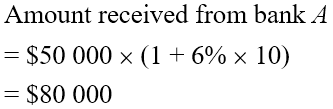 Amount received from bank A
= $50 000 × (1 + 6% × 10)
= $80 000